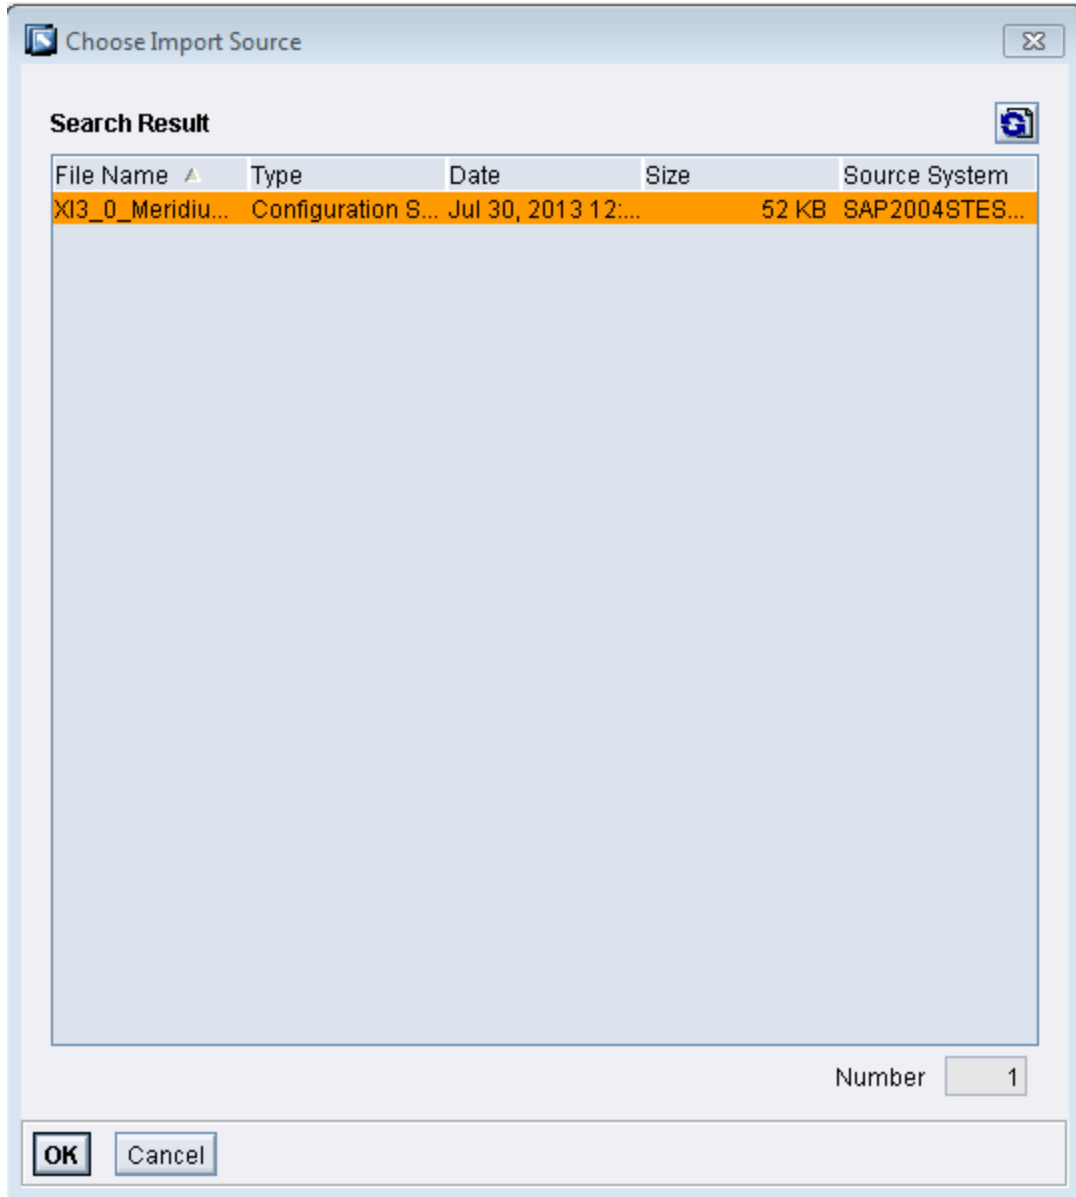 Choose Import Source
Search Result
File Name Type Date Size Source System
XI3_0_Meridiu... Configuration S... Jul 30, 2013 12:... 52 KB SAP2004STES...
Number 1
OK Cancel